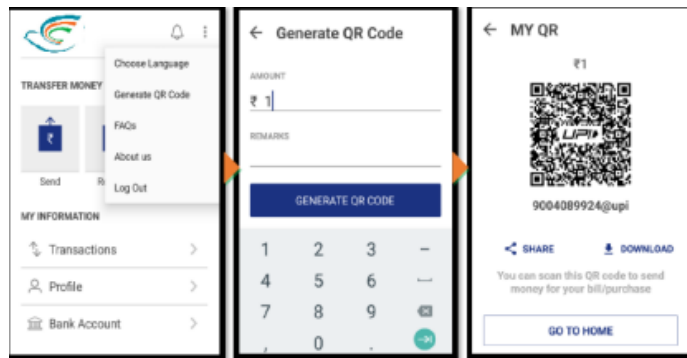 Choose Language
TRANSFER MONEY
Generate QR Code
FAQs
About us
Send
Log Out
MY INFORMATION
Transactions
Profile
Bank Account
← Generate QR Code
AMOUNT
₹ 1
REMARKS
GENERATE QR CODE
1 2 3 -
4 5 6
7 8 9
, 0 .
← MY QR
₹1
UPI
9004089924@upi
SHARE DOWNLOAD
You can scan this QR code to send
money for your bill/purchase
GO TO HOME